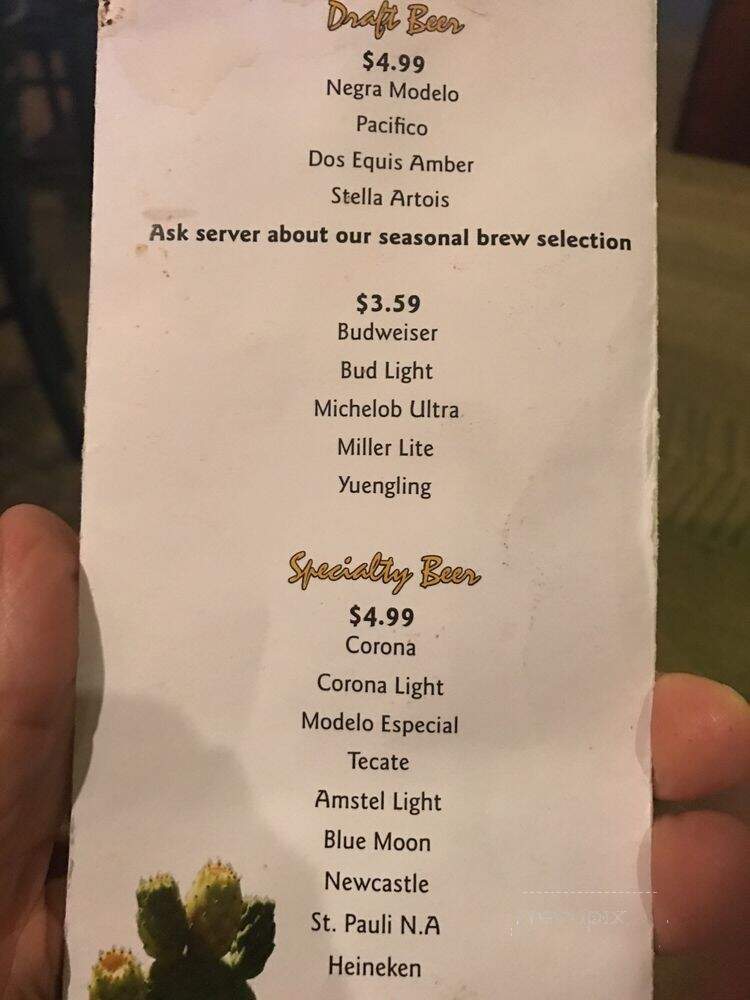 Draft Beer
$4.99
Negra Modelo
Pacifico
Dos Equis Amber
Stella Artois
Ask server about our seasonal brew selection
$3.59
Budweiser
Bud Light
Michelob Ultra
Miller Lite
Yuengling
Specialty Beer
$4.99
Corona
Corona Light
Modelo Especial
Tecate
Amstel Light
Blue Moon
Newcastle
St. Pauli N.A
Heineken